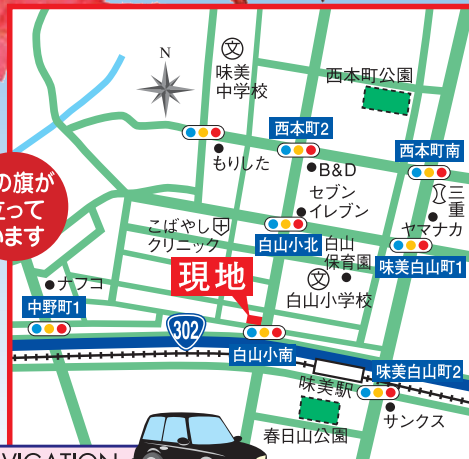 N
文
味美
中学校
西本町公園
西本町2
もりした
B&D
西本町南
の旗が
立って
います
セブン
イレブン
三重
ヤマナカ
こばやし
クリニック
白山小北
白山
保育園
味美白山町1
文
白山小学校
ナフコ
現地
中野町1
302
白山小南
味美駅
味美白山町2
サンクス
春日山公園